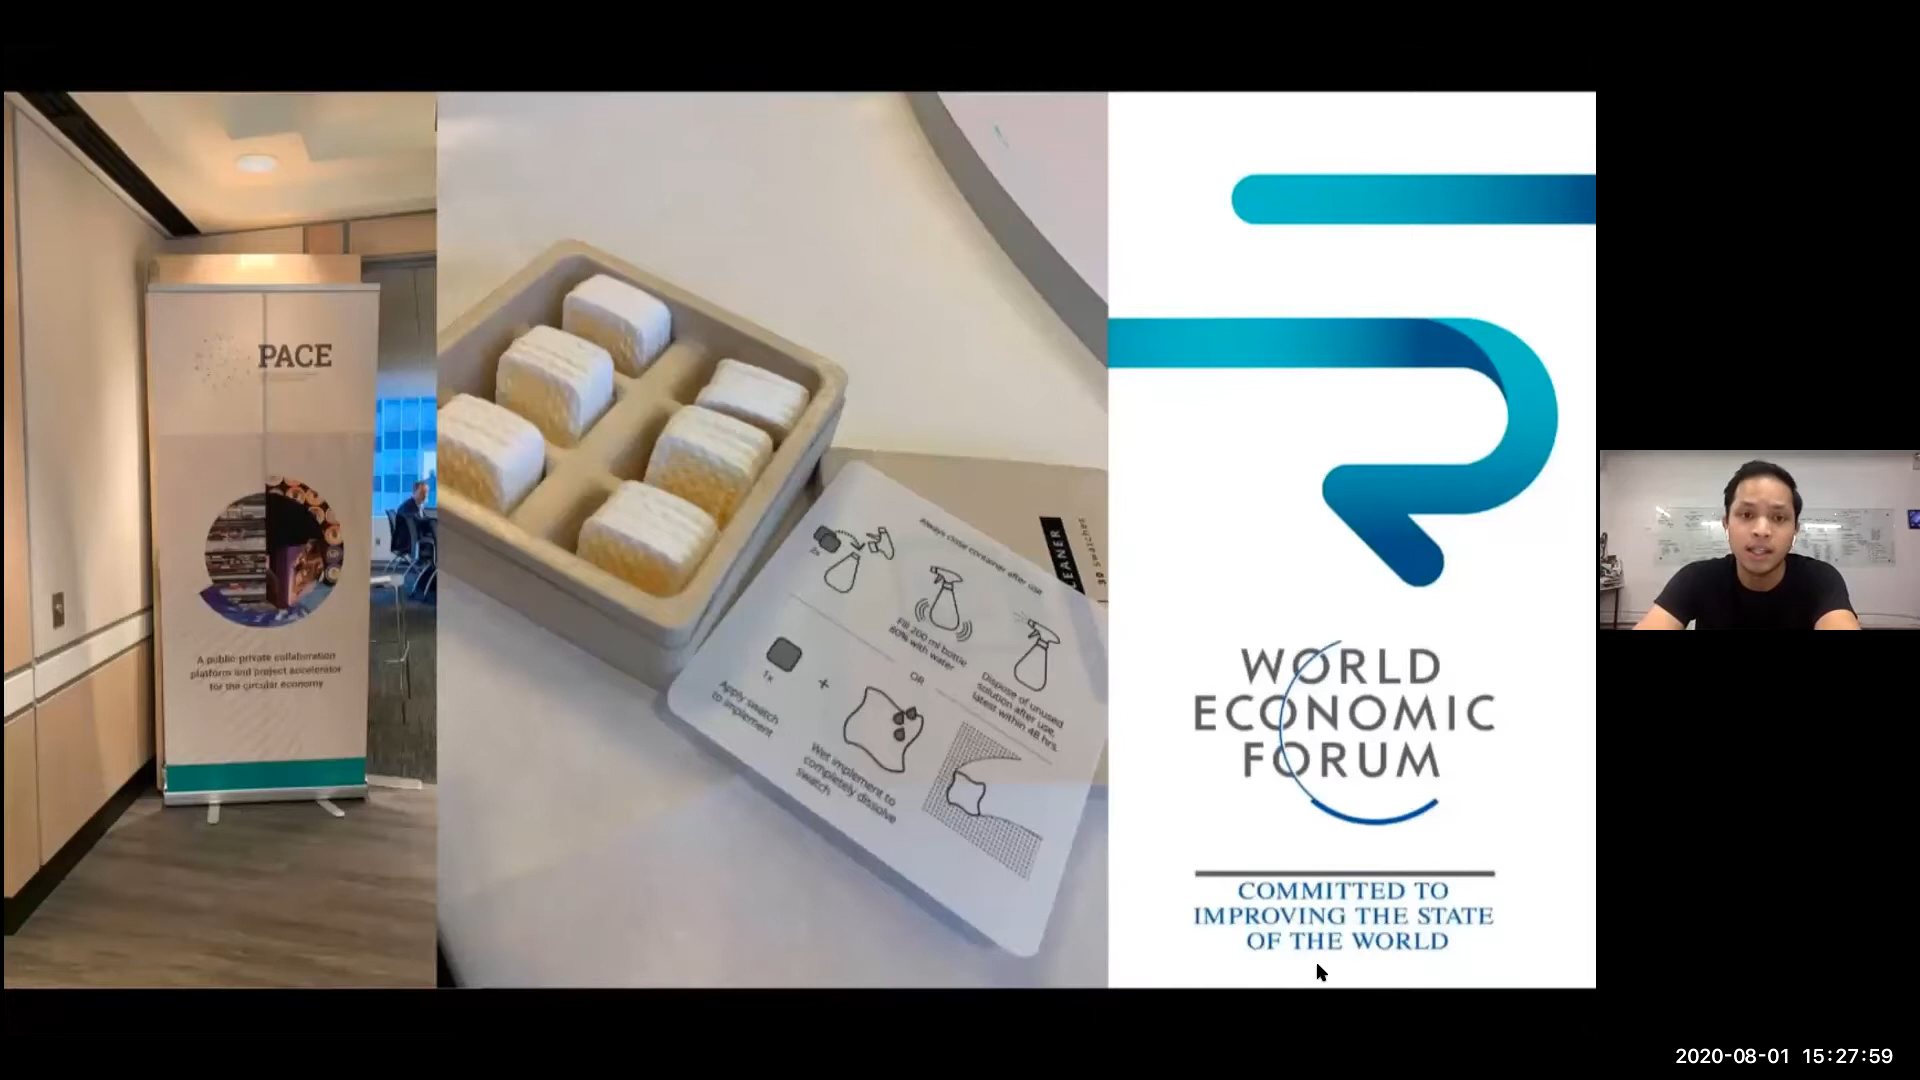 PACE
A public-private collaboration
platform and project accelerator
for the circular economy
Always close container after use
2x
Fill 200 ml bottle
80% with water
Dispose of unused
solution after use,
latest within 48 hrs.
OR
1x
+
Apply swatch
to implement
Wet implement to
completely dissolve
swatch
EANER
30 swatches
WORLD
ECONOMIC
FORUM
COMMITTED TO
IMPROVING THE STATE
OF THE WORLD
2020-08-01 15:27:59